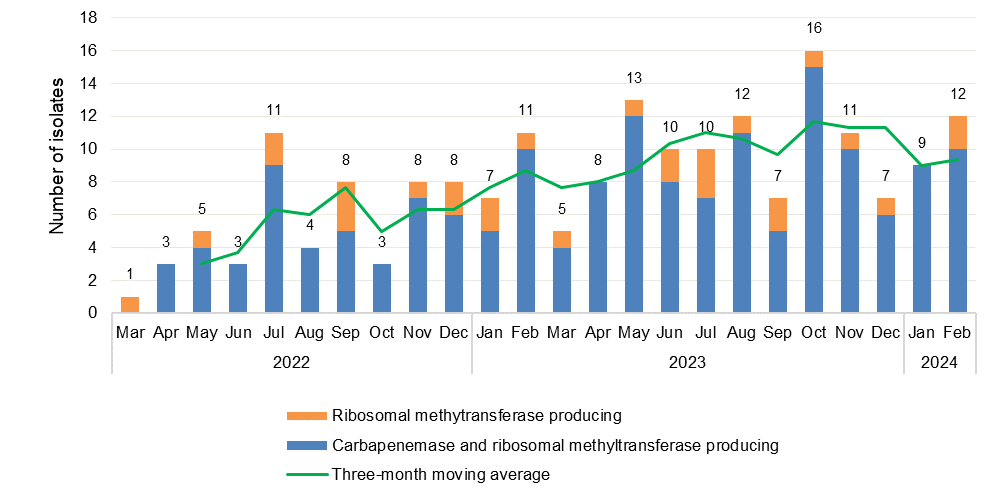 18
16
14
12
10
8
6
4
2
0
Number of isolates
1 3 5 3 11 4 8 3 8 8 7 11 5 8 13 10 10 12 7 16 11 7 9 12
Mar Apr May Jun Jul Aug Sep Oct Nov Dec Jan Feb Mar Apr May Jun Jul Aug Sep Oct Nov Dec Jan Feb
2022 2023 2024
Ribosomal methytransferase producing
Carbapenemase and ribosomal methyltransferase producing
Three-month moving average